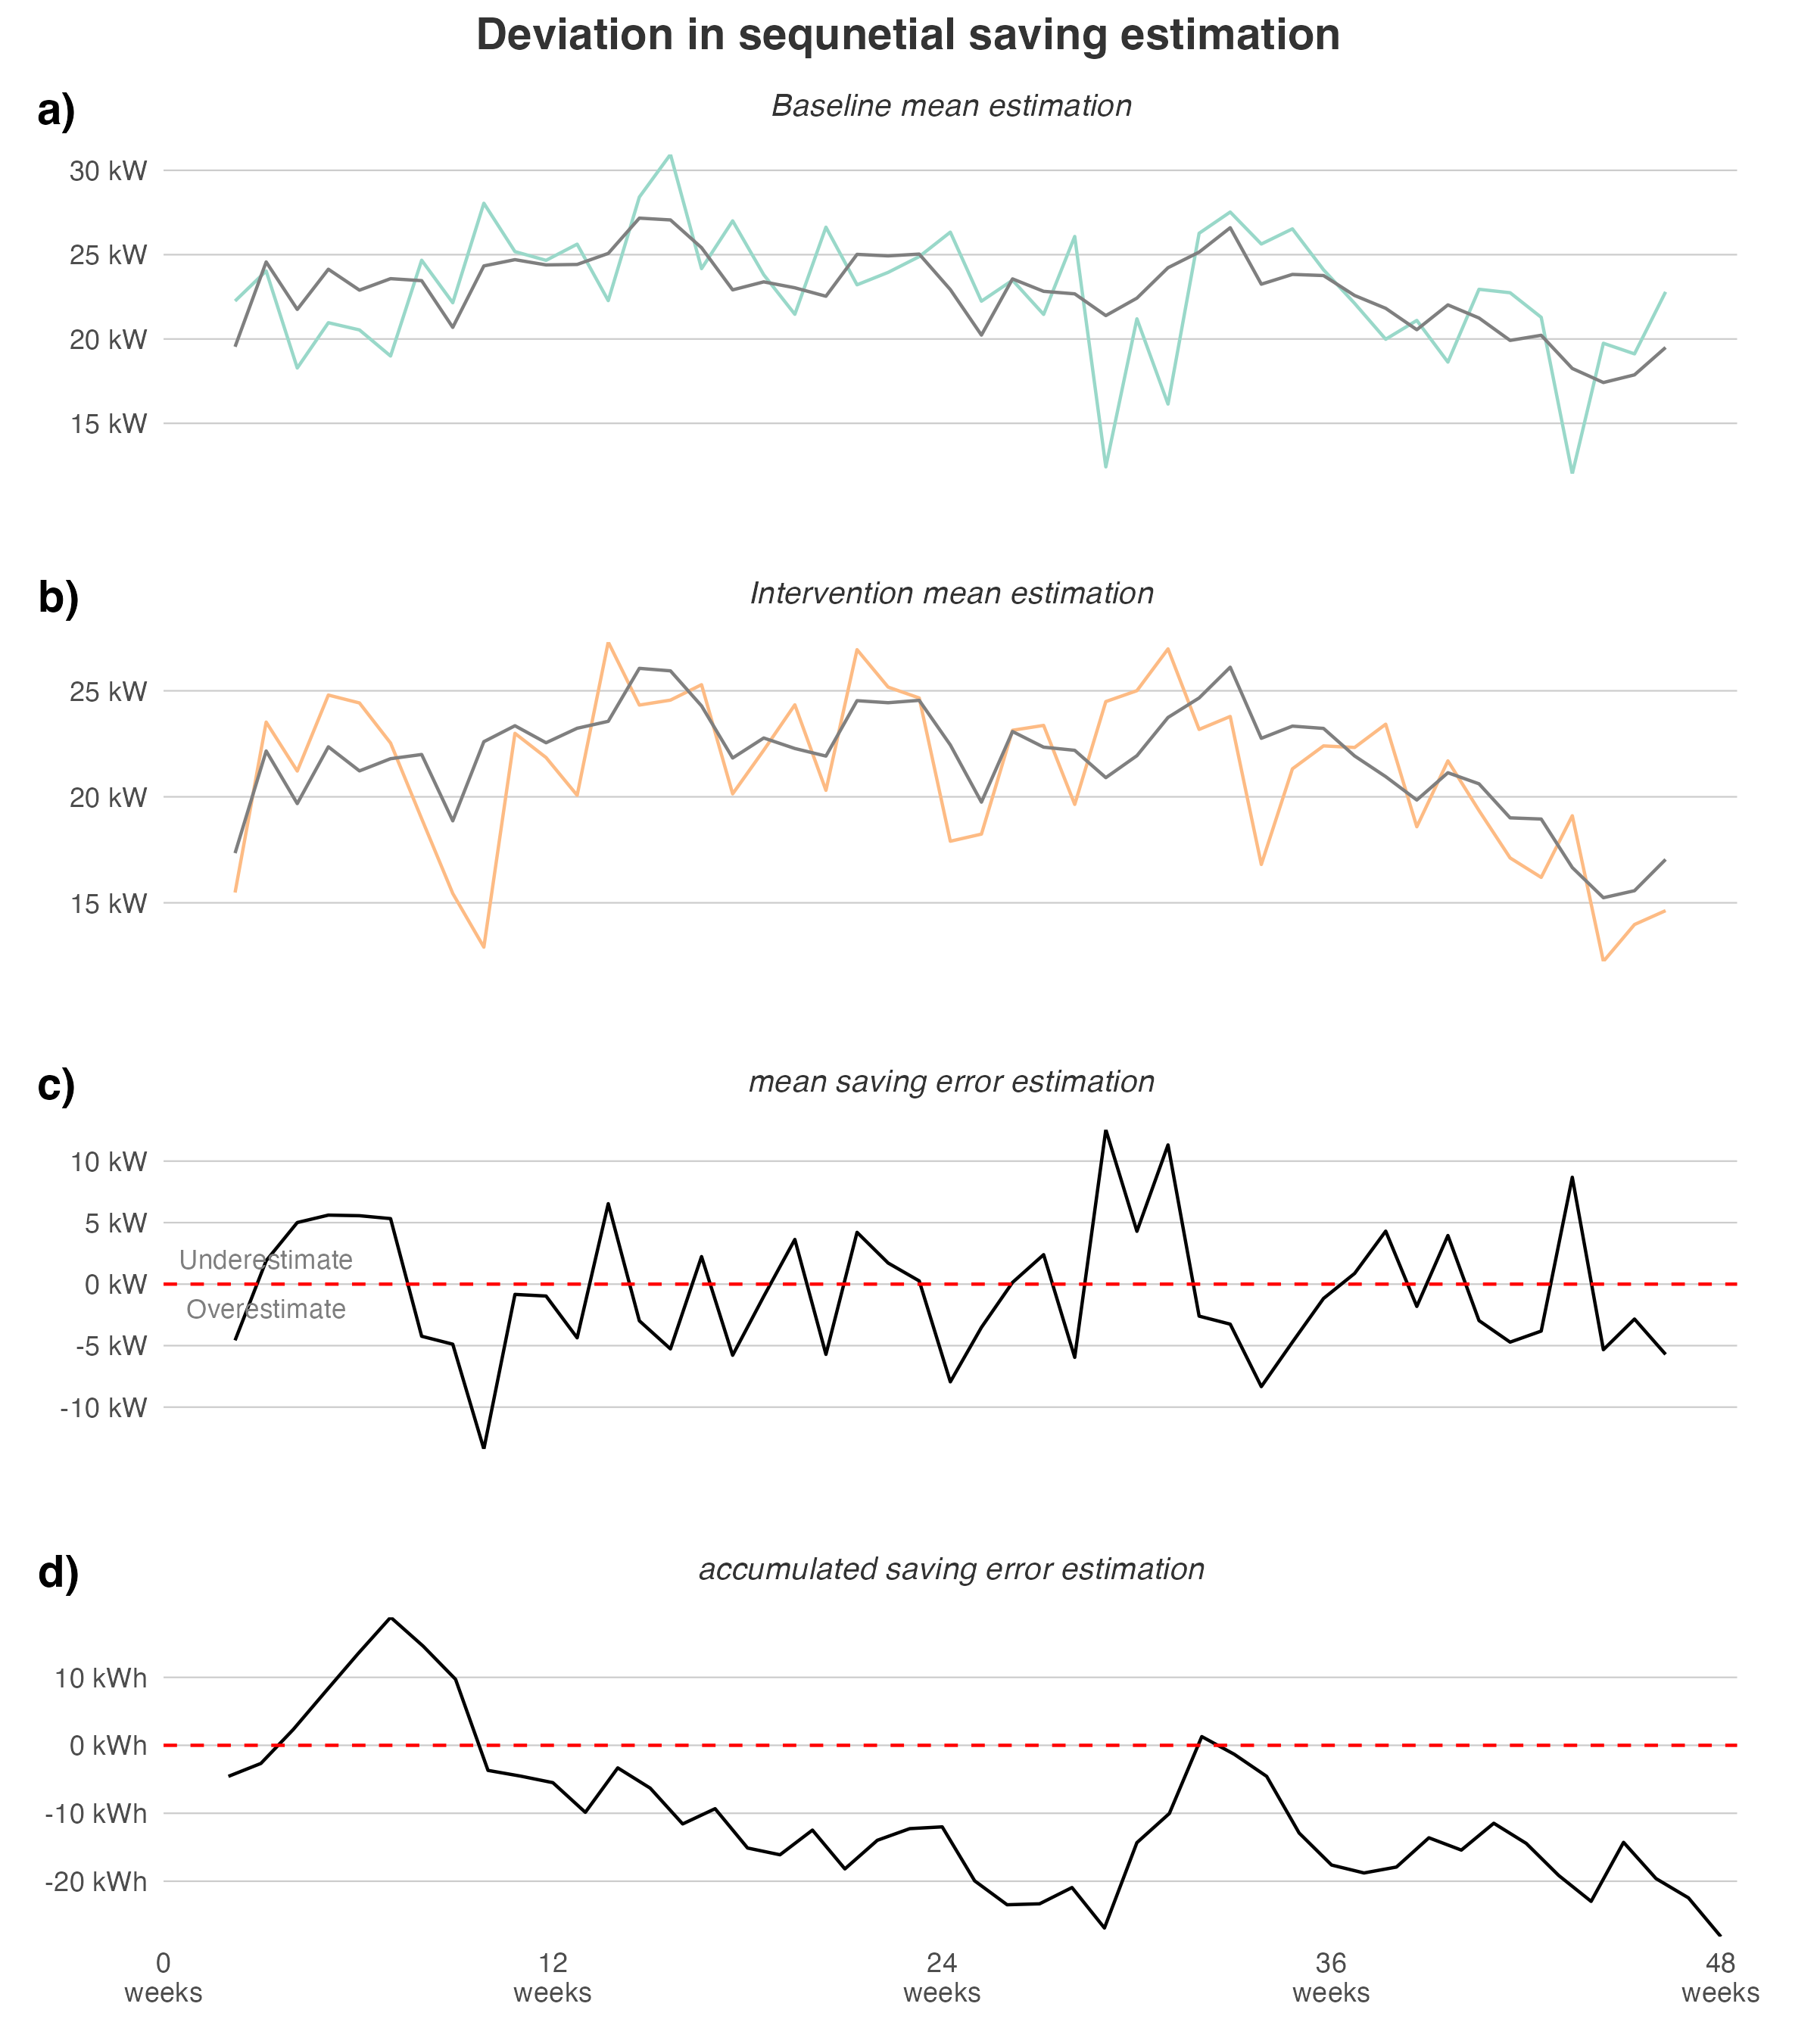 Deviation in sequnetial saving estimation
a)
Baseline mean estimation
30 kW
25 kW
20 kW
15 kW
b)
Intervention mean estimation
25 kW
20 kW
15 kW
c)
mean saving error estimation
10 kW
5 kW
Underestimate
0 kW
Overestimate
-5 kW
-10 kW
d)
accumulated saving error estimation
10 kWh
0 kWh
-10 kWh
-20 kWh
0 12 24 36 48
weeks weeks weeks weeks weeks